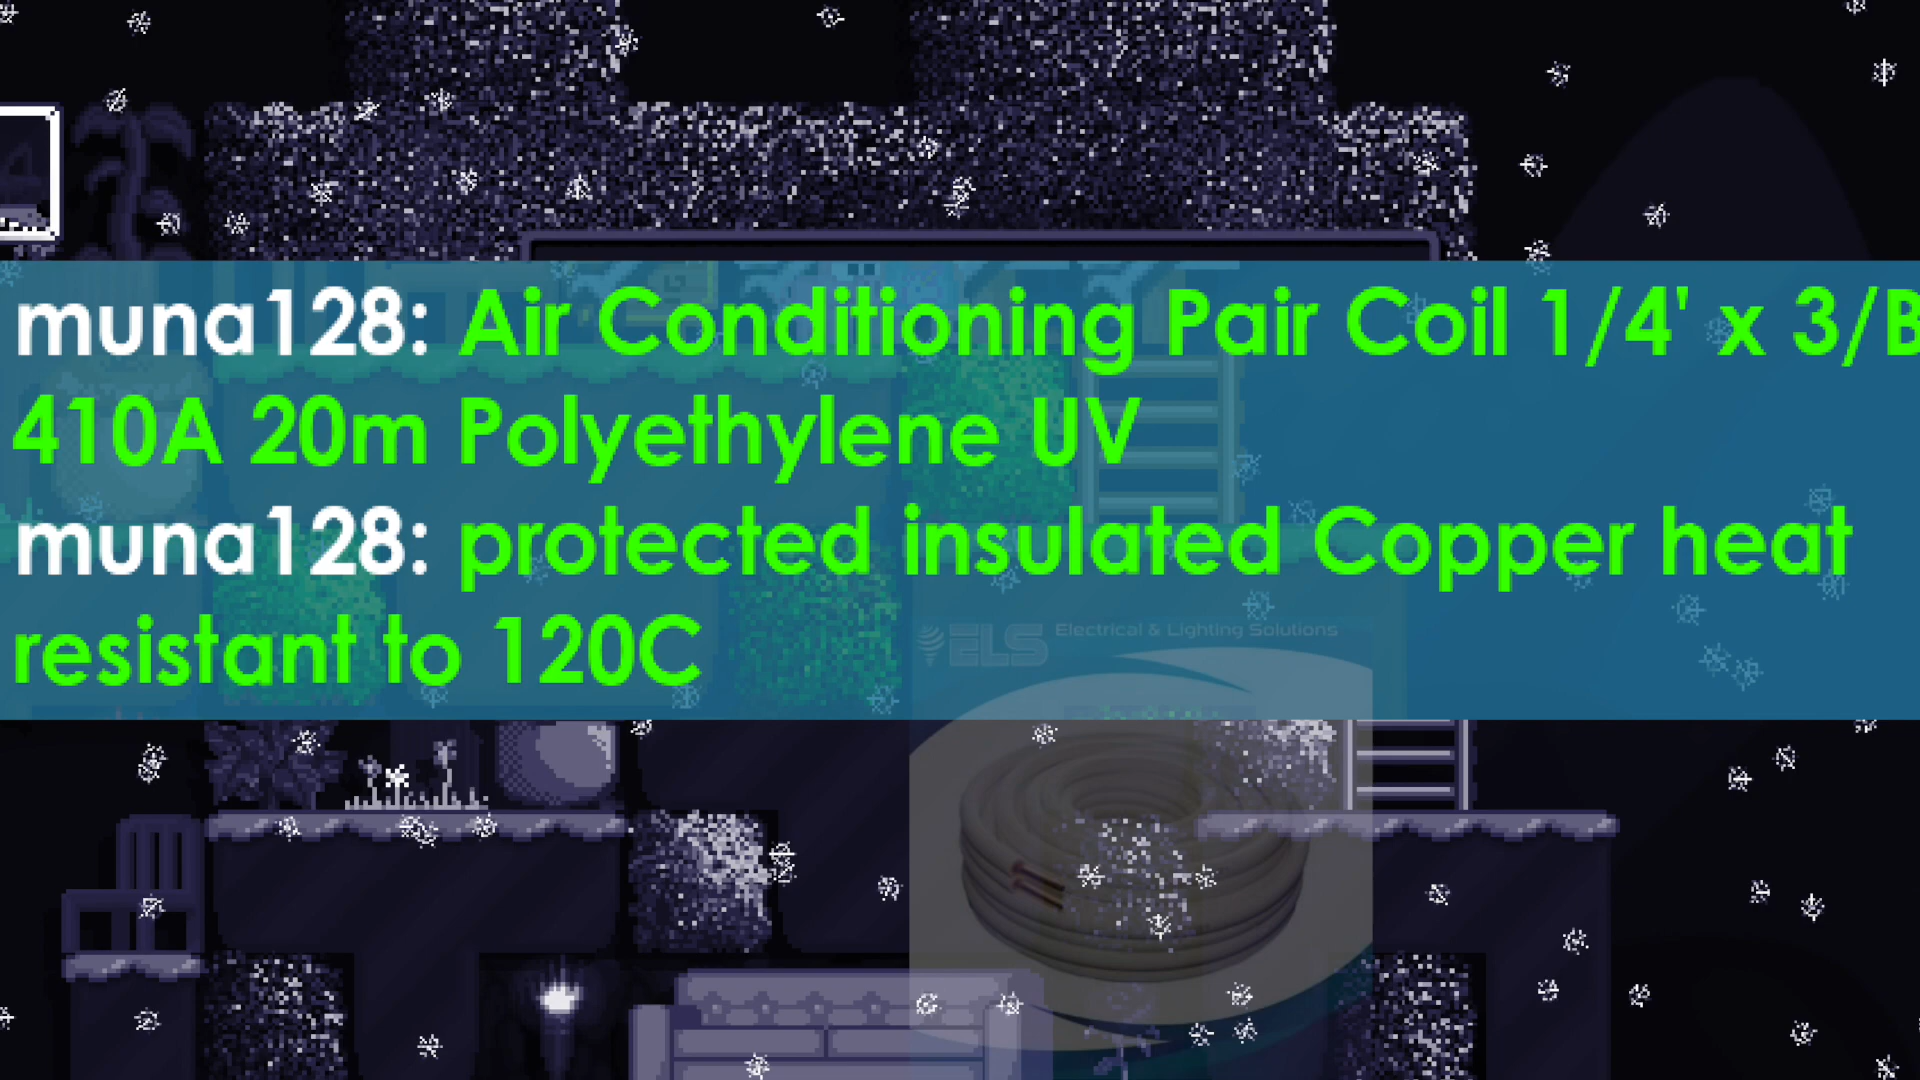 muna128: Air Conditioning Pair Coil 1/4' x 3/B
410A 20m Polyethylene UV
muna128: protected insulated Copper heat
resistant to 120C
ELS Electrical & Lighting Solutions